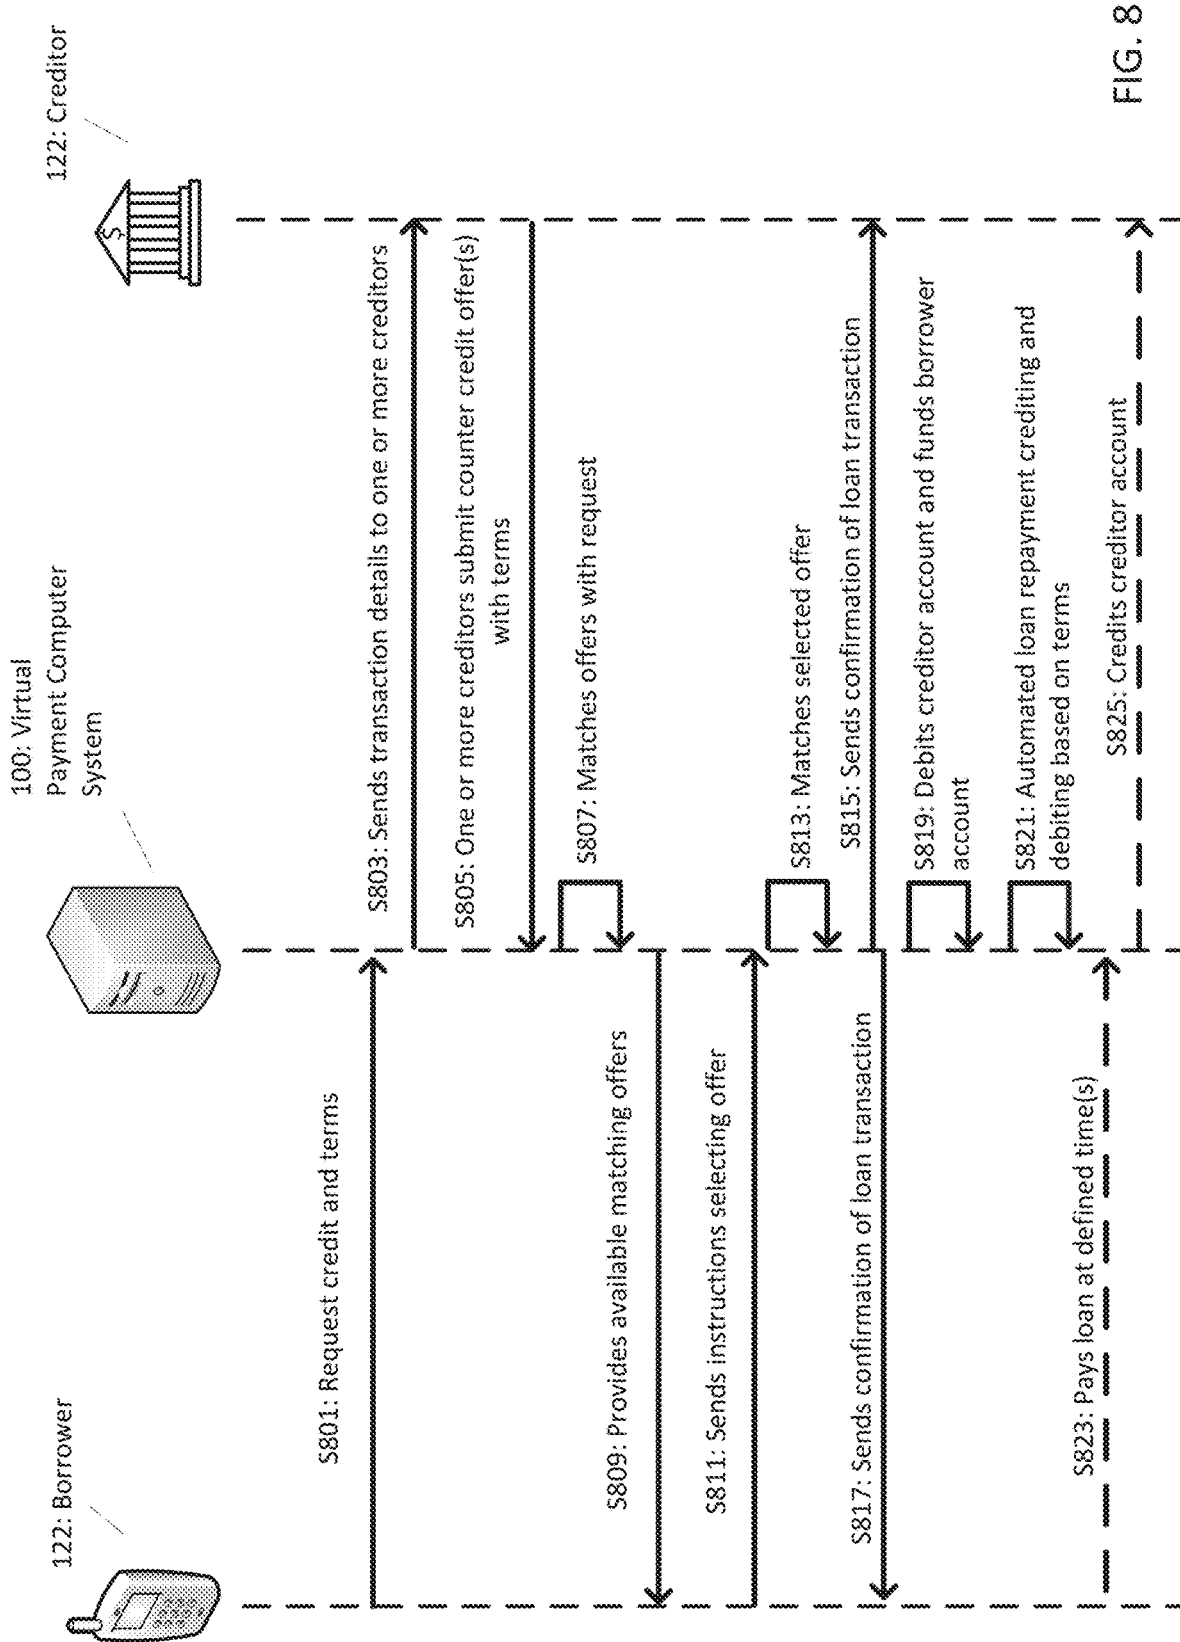 122: Borrower
100: Virtual
Payment Computer
System
122: Creditor
$
S801: Request credit and terms
S803: Sends transaction details to one or more creditors
S805: One or more creditors submit counter credit offer(s)
with terms
S807: Matches offers with request
S809: Provides available matching offers
S811: Sends instructions selecting offer
S813: Matches selected offer
S815: Sends confirmation of loan transaction
S817: Sends confirmation of loan transaction
S819: Debits creditor account and funds borrower
account
S821: Automated loan repayment crediting and
debiting based on terms
S823: Pays loan at defined time(s)
S825: Credits creditor account
FIG. 8